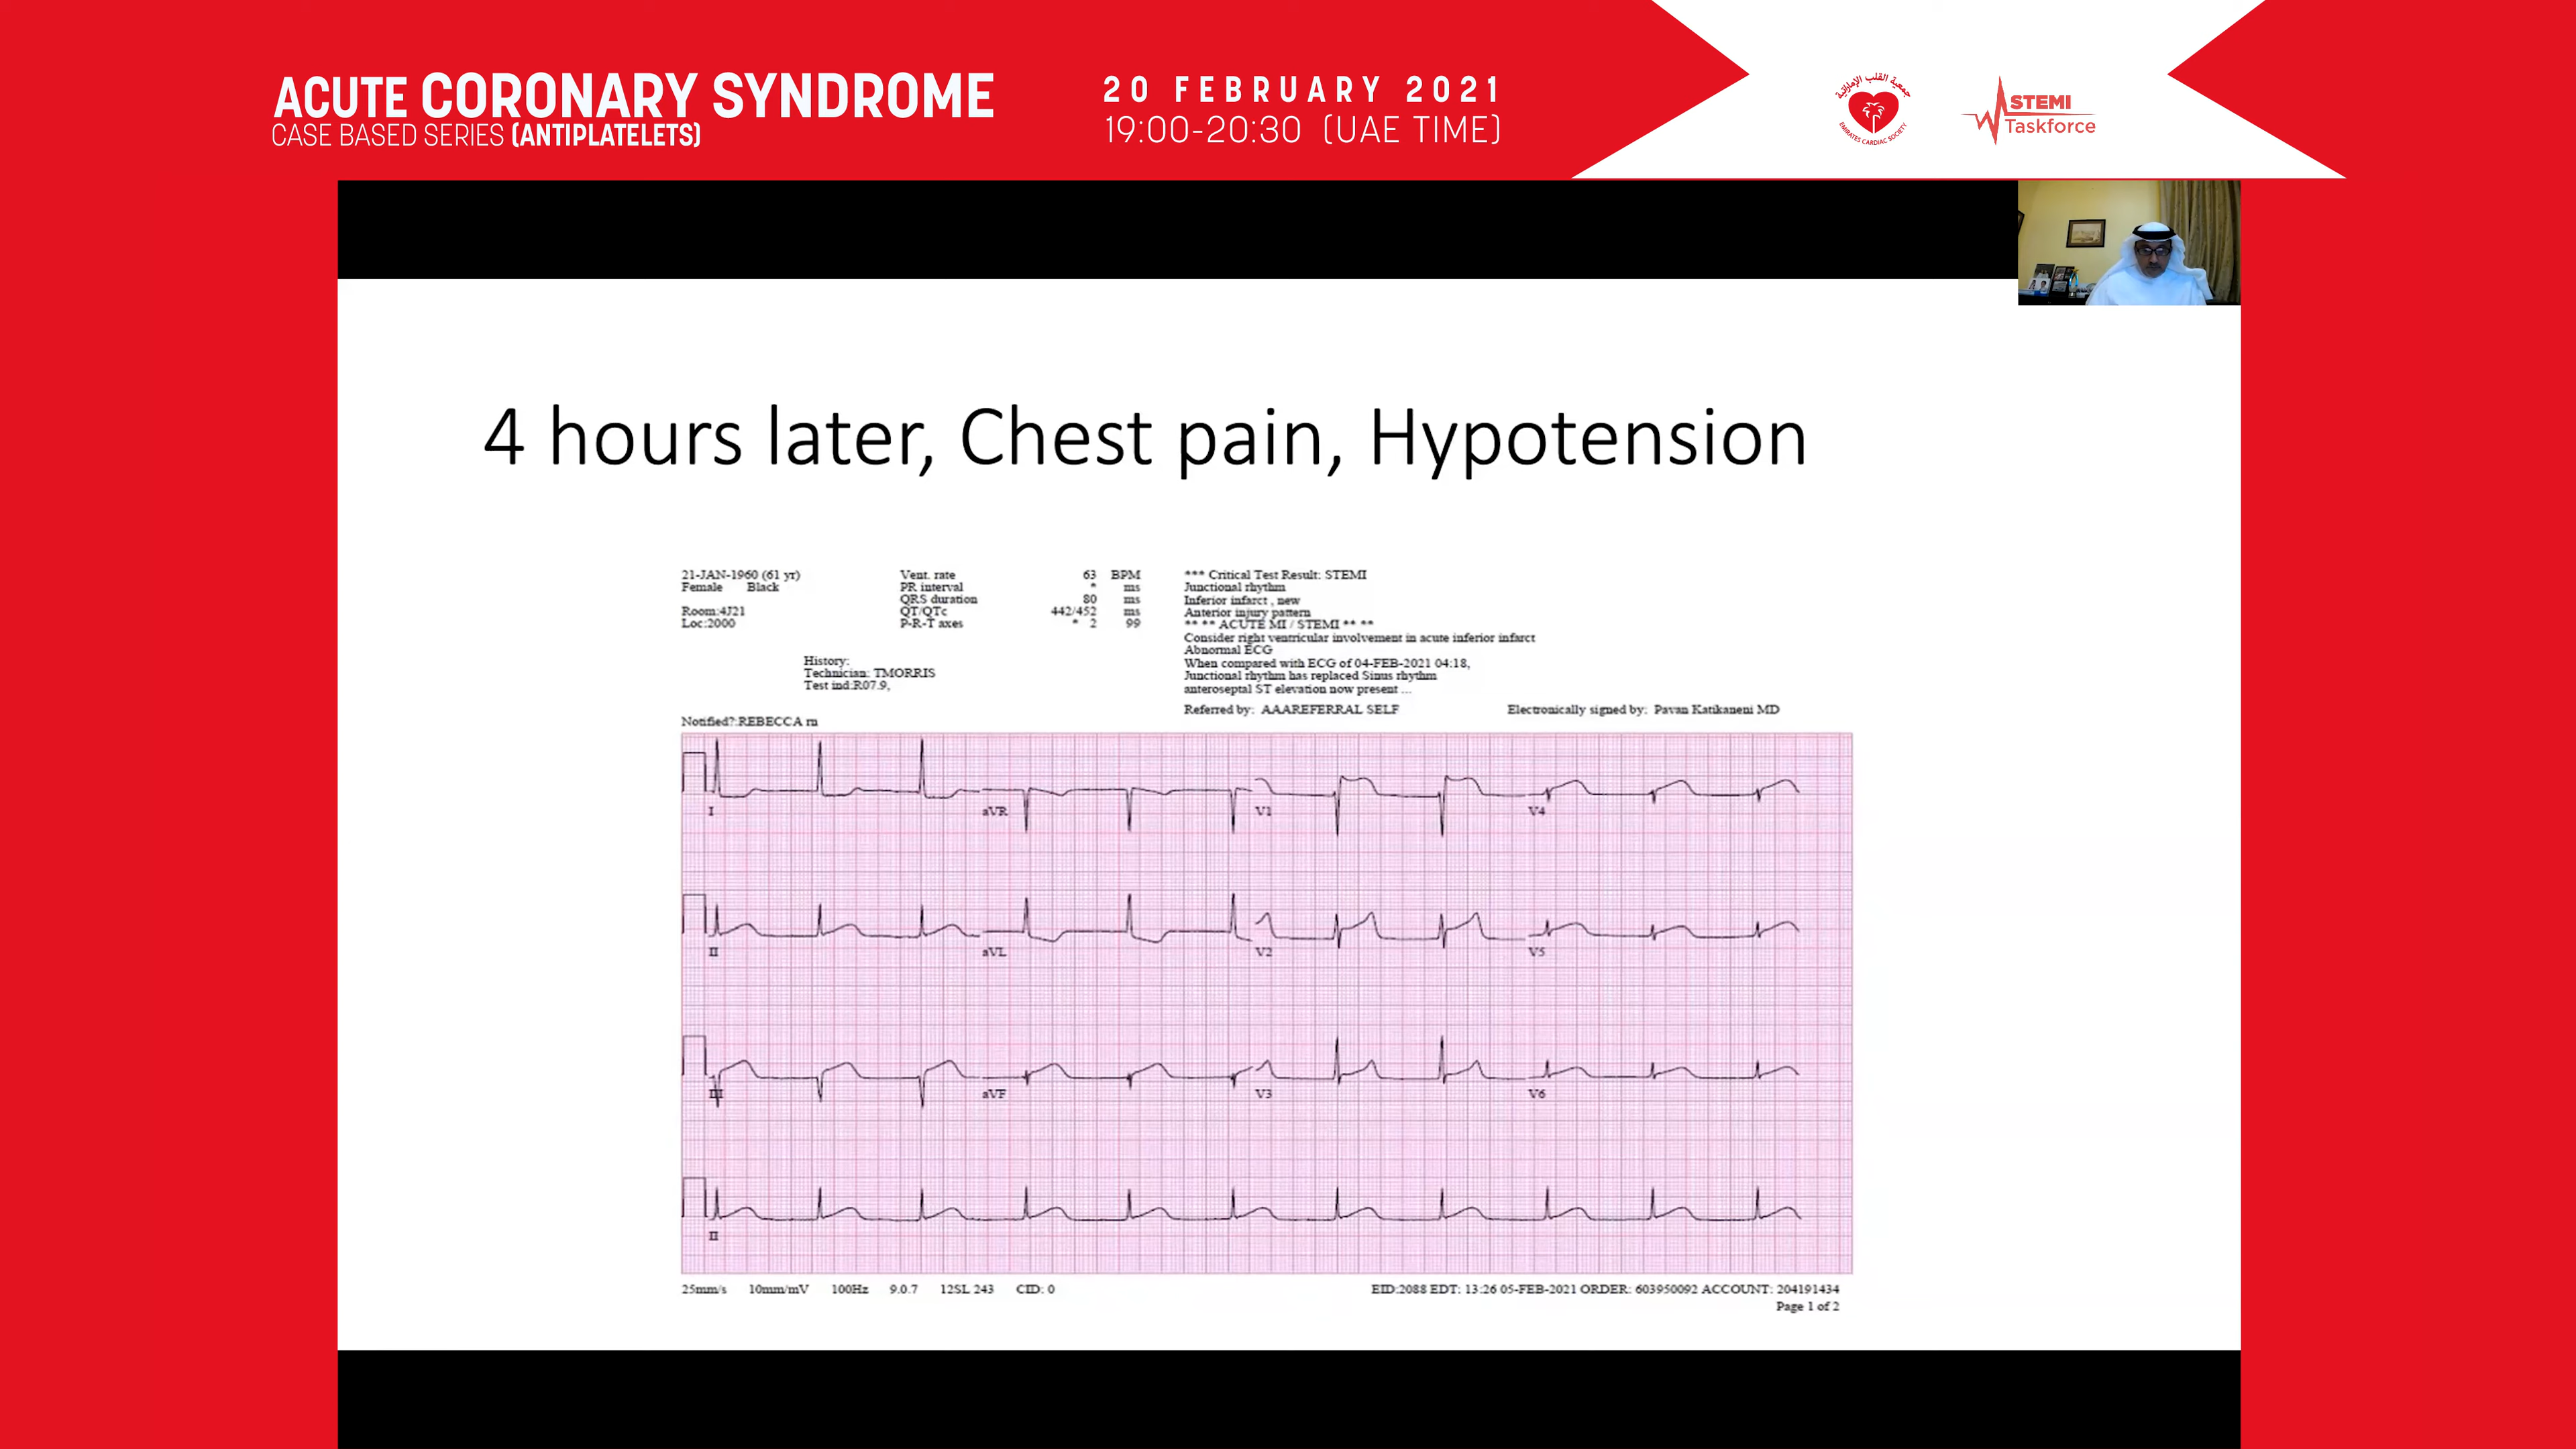 ACUTE CORONARY SYNDROME
CASE BASED SERIES (ANTIPLATELETS)
20 FEBRUARY 2021
19:00-20:30 (UAE TIME)
جمعية القلب الإماراتية
EMIRATES CARDIAC SOCIETY
STEMI
Taskforce
4 hours later, Chest pain, Hypotension
21-JAN-1960 (61 yr)
Female Black
Room:4J21
Loc:2000
Vent. rate 63 BPM
PR interval * ms
QRS duration 80 ms
QT/QTc 442/452 ms
P-R-T axes * 2 99
*** Critical Test Result: STEMI
Junctional rhythm
Inferior infarct , new
Anterior injury pattern
** ** ACUTE MI / STEMI ** **
Consider right ventricular involvement in acute inferior infarct
Abnormal ECG
When compared with ECG of 04-FEB-2021 04:18,
Junctional rhythm has replaced Sinus rhythm
anteroseptal ST elevation now present ...
History:
Technician: TMORRIS
Test ind:R07.9,
Referred by: AAAREFERRAL SELF
Electronically signed by: Pavan Katikaneni MD
Notified?:REBECCA rn
I aVR V1 V4
II aVL V2 V5
III aVF V3 V6
II
25mm/s 10mm/mV 100Hz 9.0.7 12SL 243 CID: 0
EID:2088 EDT: 13:26 05-FEB-2021 ORDER: 603950092 ACCOUNT: 204191434
Page 1 of 2